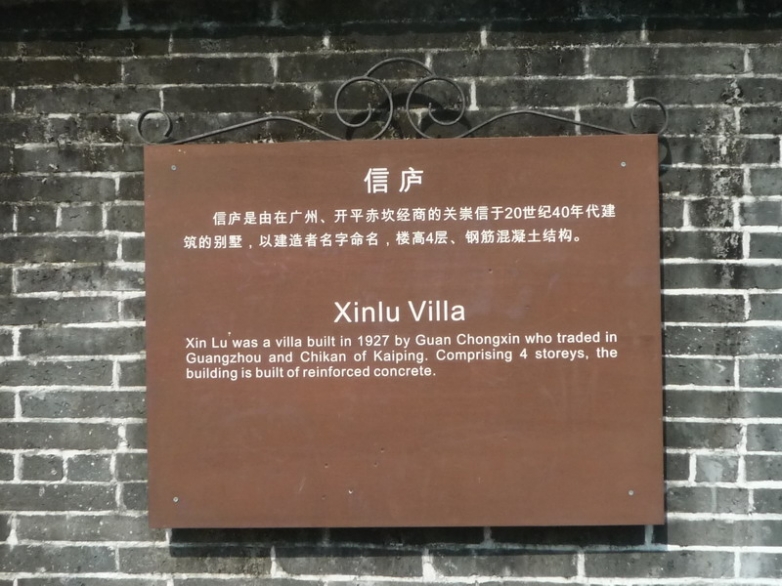 信庐
信庐是由在广州、开平赤坎经商的关崇信于20世纪40年代建
筑的别墅，以建造者名字命名，楼高4层、钢筋混凝土结构。
Xinlu Villa
Xin Lu was a villa built in 1927 by Guan Chongxin who traded in
Guangzhou and Chikan of Kaiping. Comprising 4 storeys, the
building is built of reinforced concrete.